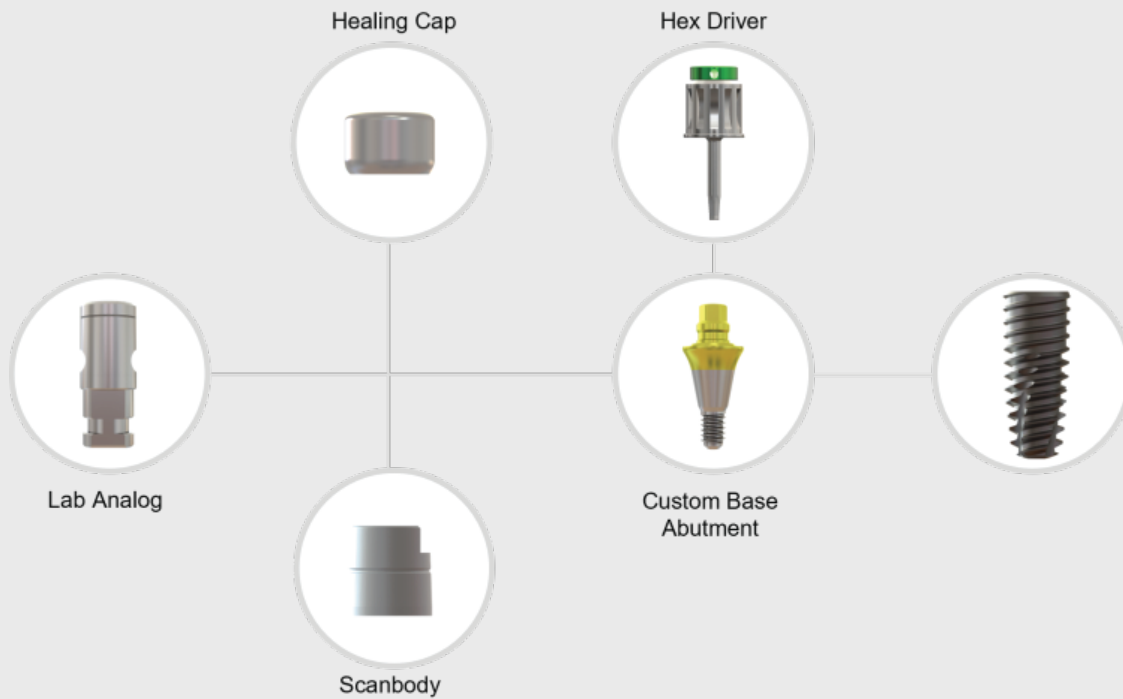 Healing Cap
Hex Driver
Lab Analog
Custom Base
Abutment
Scanbody